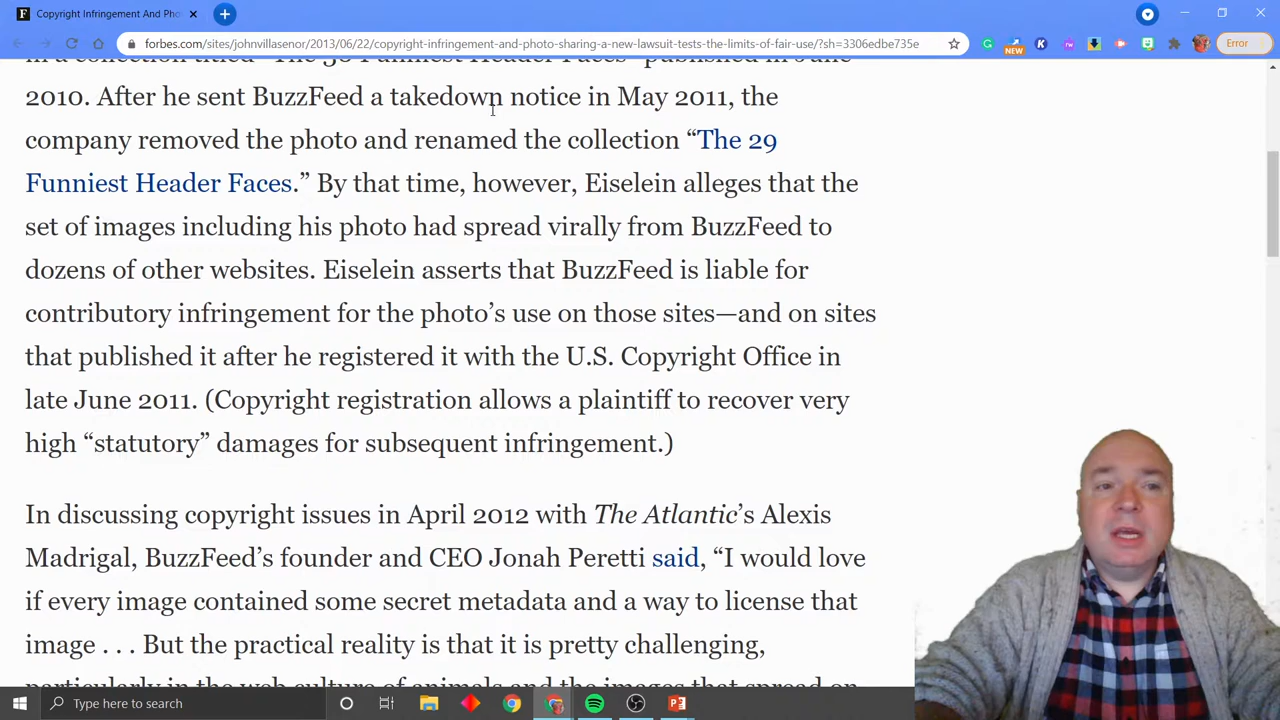 Copyright Infringement And Pho
forbes.com/sites/johnvillasenor/2013/06/22/copyright-infringement-and-photo-sharing-a-new-lawsuit-tests-the-limits-of-fair-use/?sh=3306edbe735e
NEW
Error
in a collection titled “The 30 Funniest Header Faces” published in June
2010. After he sent BuzzFeed a takedown notice in May 2011, the
company removed the photo and renamed the collection “The 29
Funniest Header Faces.” By that time, however, Eiselein alleges that the
set of images including his photo had spread virally from BuzzFeed to
dozens of other websites. Eiselein asserts that BuzzFeed is liable for
contributory infringement for the photo’s use on those sites—and on sites
that published it after he registered it with the U.S. Copyright Office in
late June 2011. (Copyright registration allows a plaintiff to recover very
high “statutory” damages for subsequent infringement.)
In discussing copyright issues in April 2012 with The Atlantic’s Alexis
Madrigal, BuzzFeed’s founder and CEO Jonah Peretti said, “I would love
if every image contained some secret metadata and a way to license that
image . . . But the practical reality is that it is pretty challenging,
particularly in the web culture of animals and the images that spread on
Type here to search